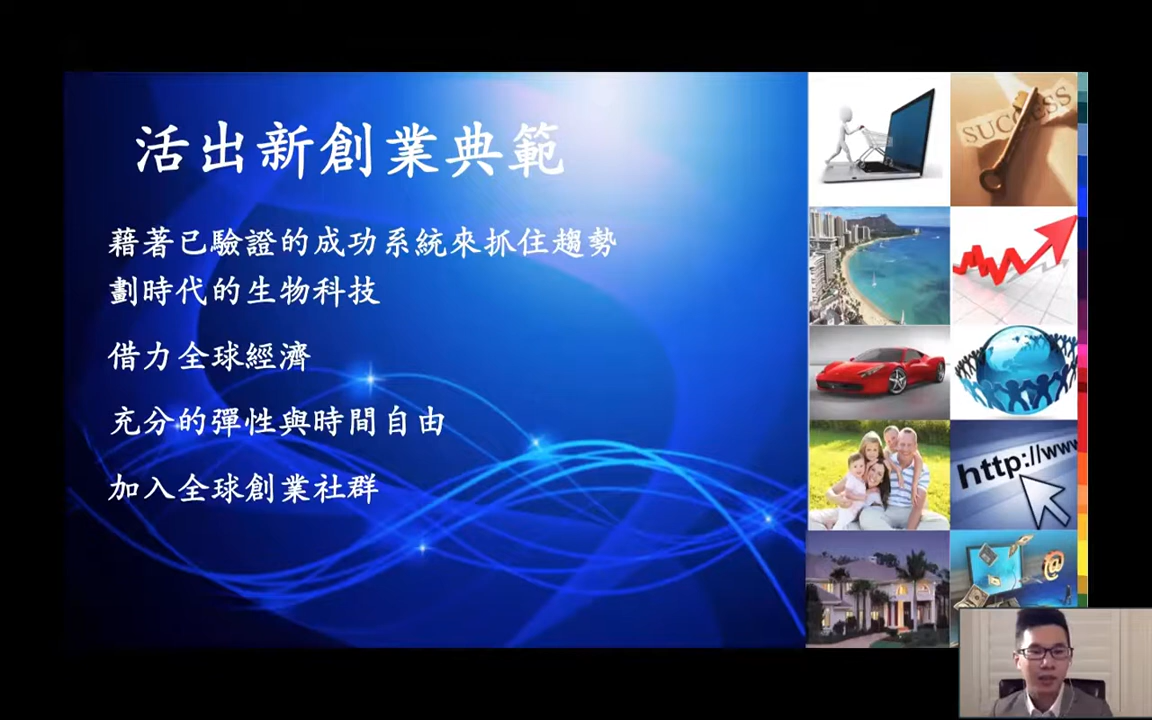 活出新創業典範
藉著已驗證的成功系統來抓住趨勢
劃時代的生物科技
借力全球經濟
充分的彈性與時間自由
加入全球創業社群
SUCCESS
http://www
@